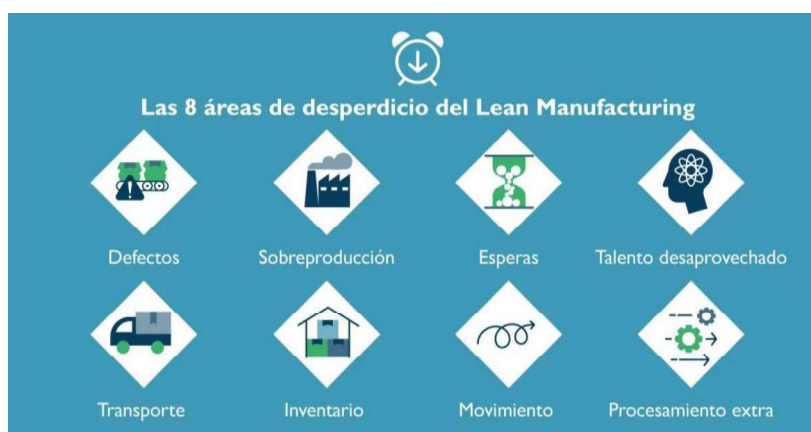 Las 8 áreas de desperdicio del Lean Manufacturing
Defectos
Sobreproducción
Esperas
Talento desaprovechado
Transporte
Inventario
Movimiento
Procesamiento extra